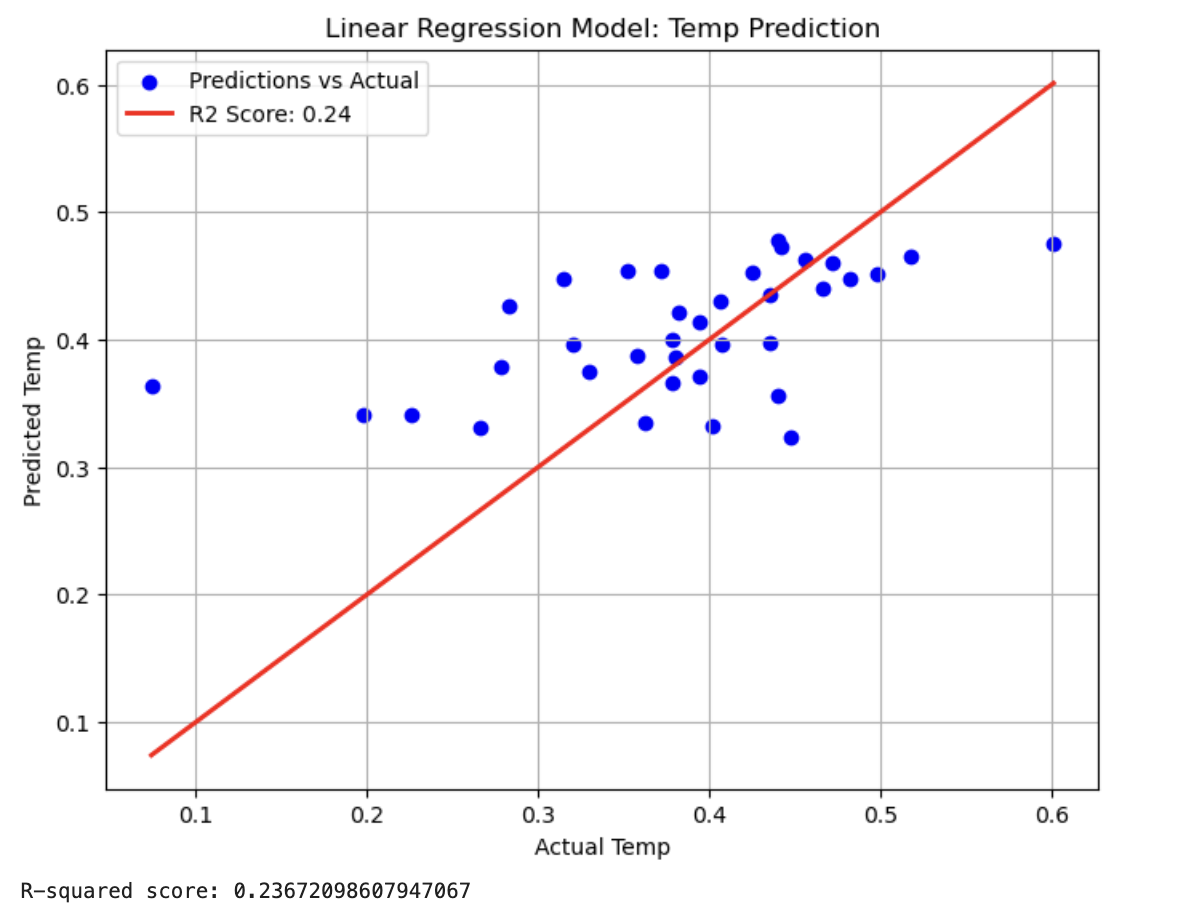 Linear Regression Model: Temp Prediction
Predictions vs Actual
R2 Score: 0.24
0.6
0.5
0.4
0.3
0.2
0.1
Predicted Temp
0.1 0.2 0.3 0.4 0.5 0.6
Actual Temp
R-squared score: 0.23672098607947067